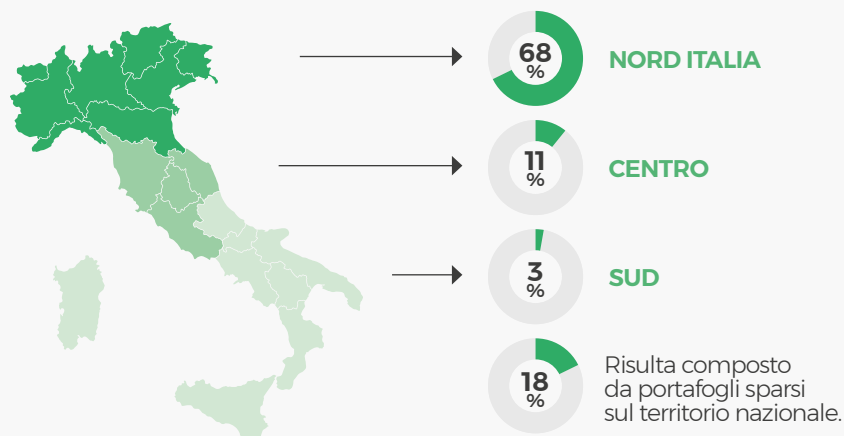 68
%
NORD ITALIA
11
%
CENTRO
3
%
SUD
18
%
Risulta composto
da portafogli sparsi
sul territorio nazionale.